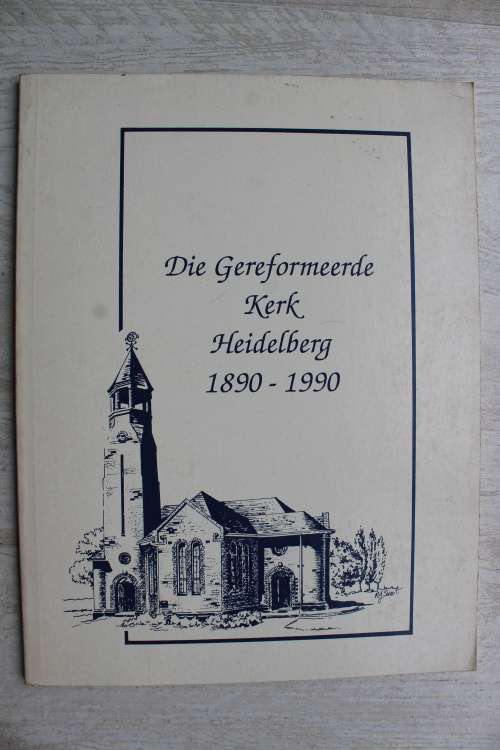 Die Gereformeerde
Kerk
Heidelberg
1890 - 1990